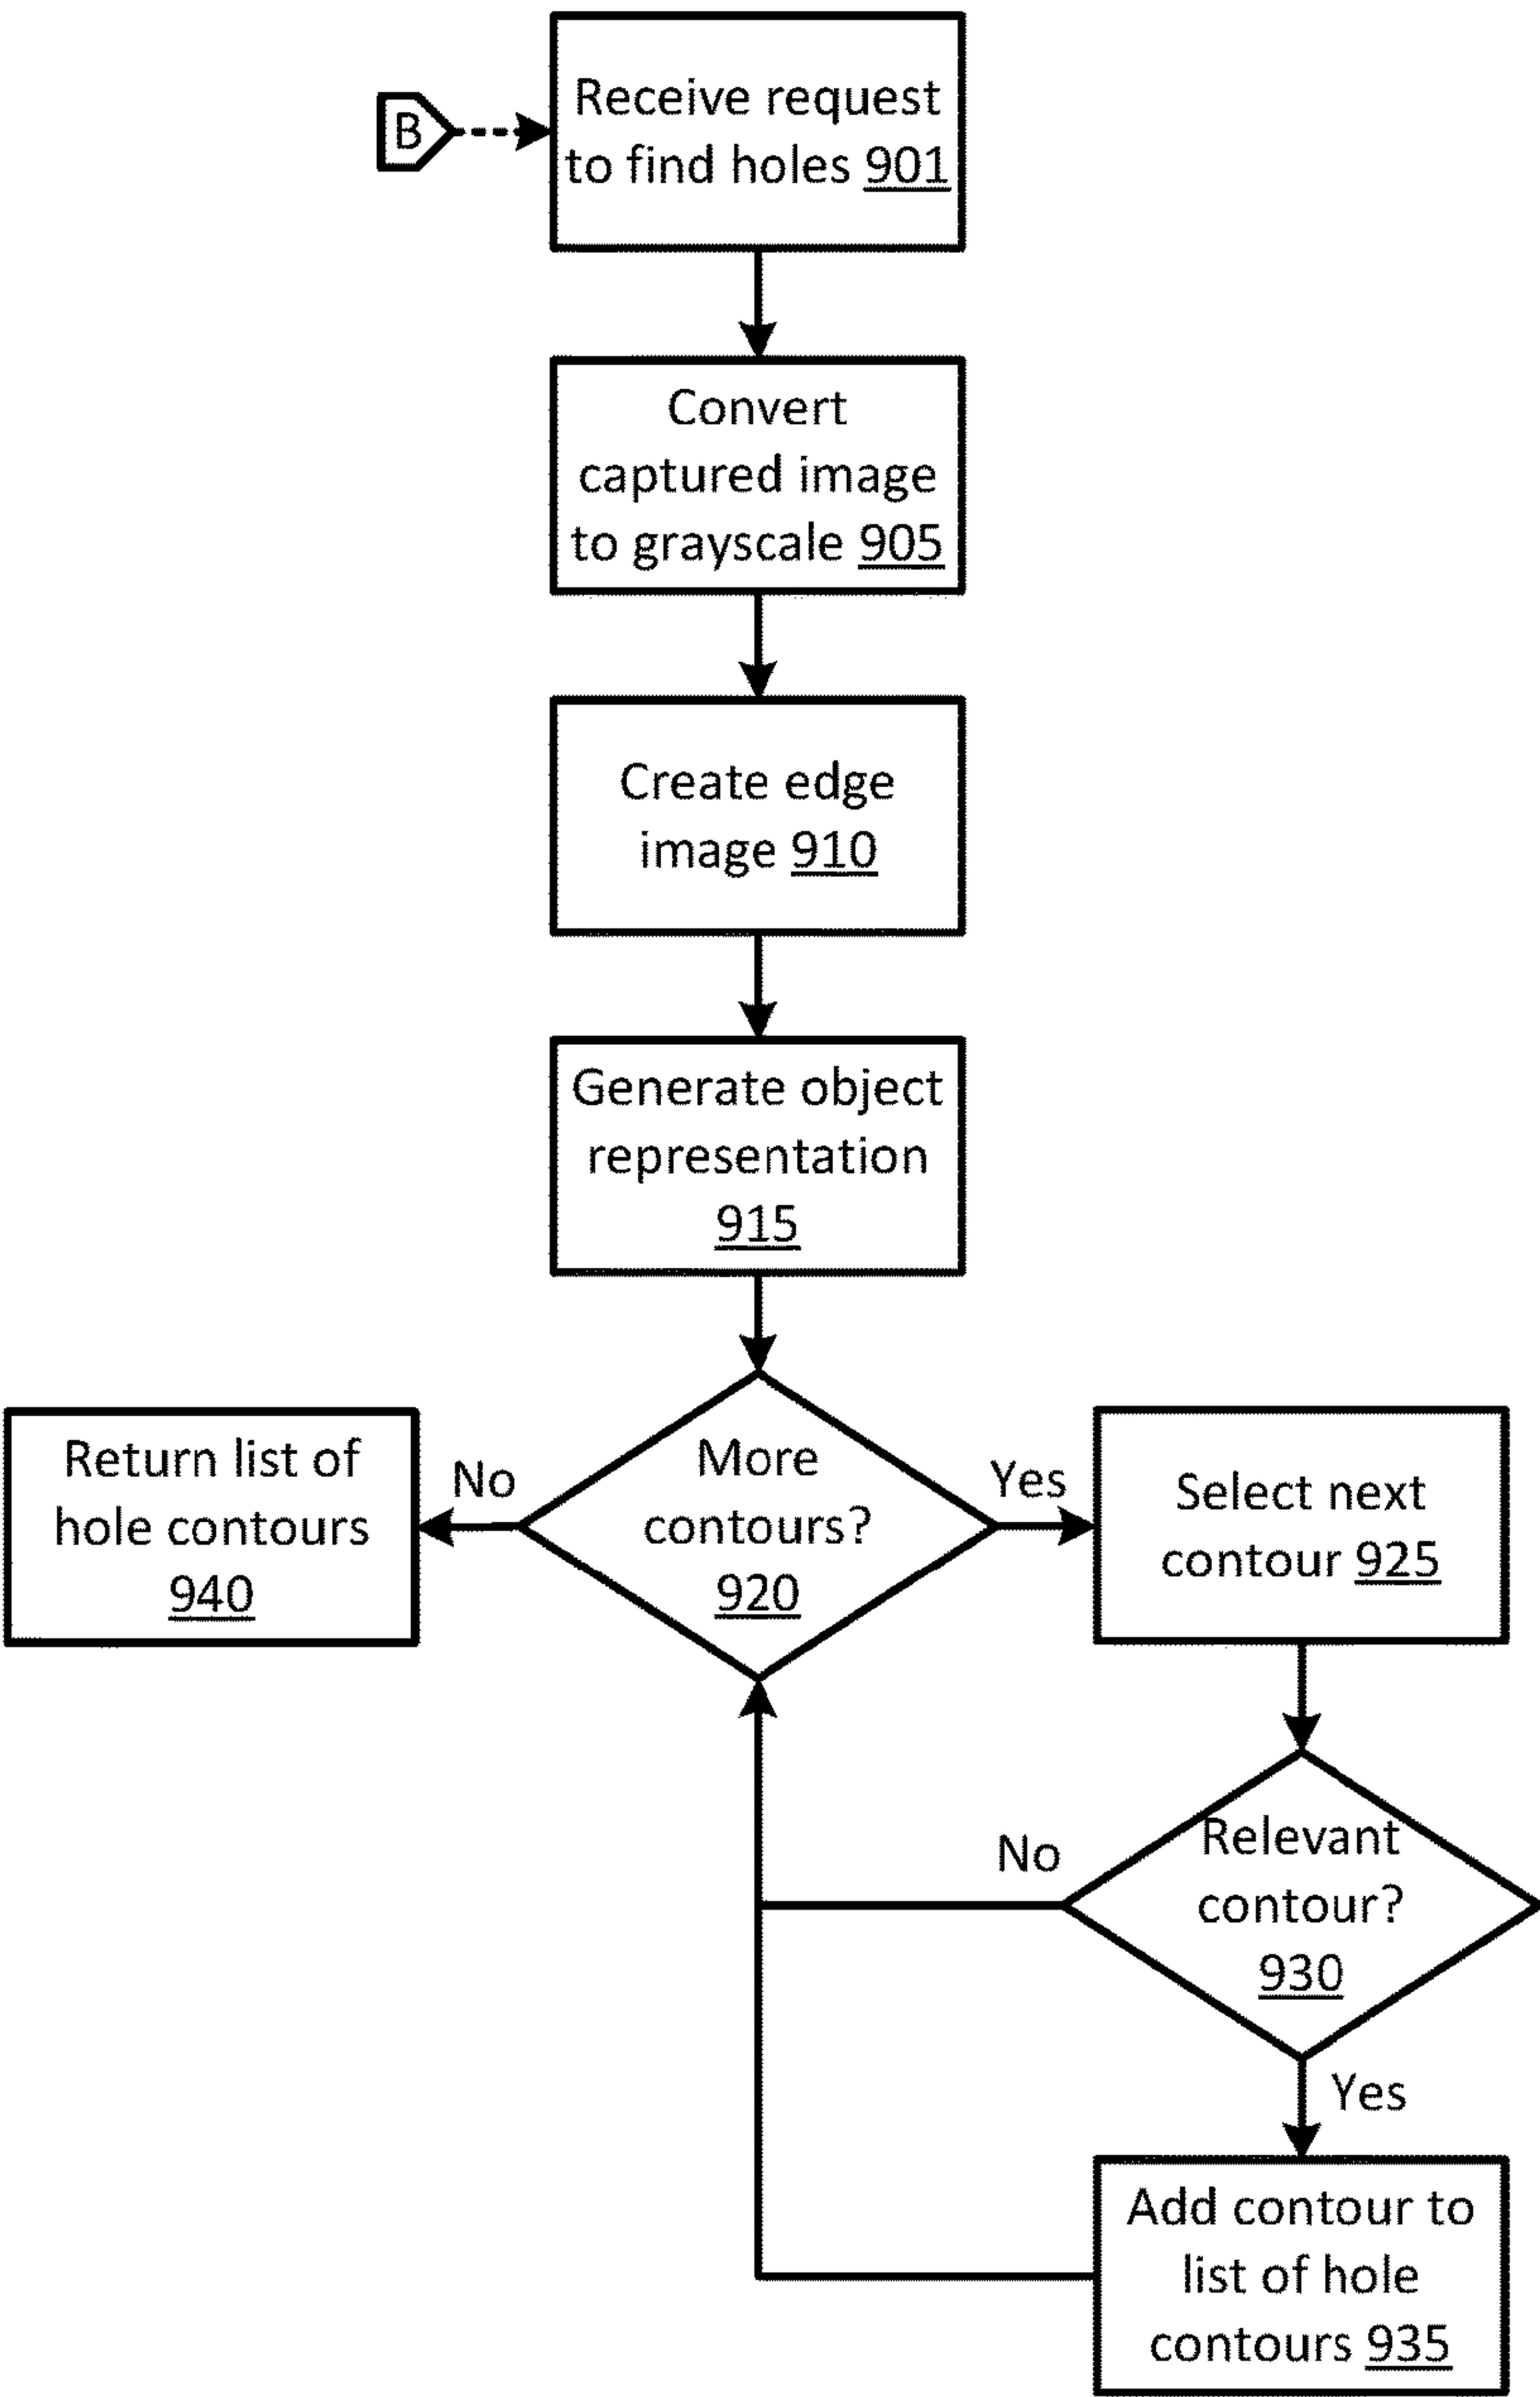 B
Receive request
to find holes 901
Convert
captured image
to grayscale 905
Create edge
image 910
Generate object
representation
915
More
contours?
920
No
Return list of
hole contours
940
Yes
Select next
contour 925
Relevant
contour?
930
No
Yes
Add contour to
list of hole
contours 935